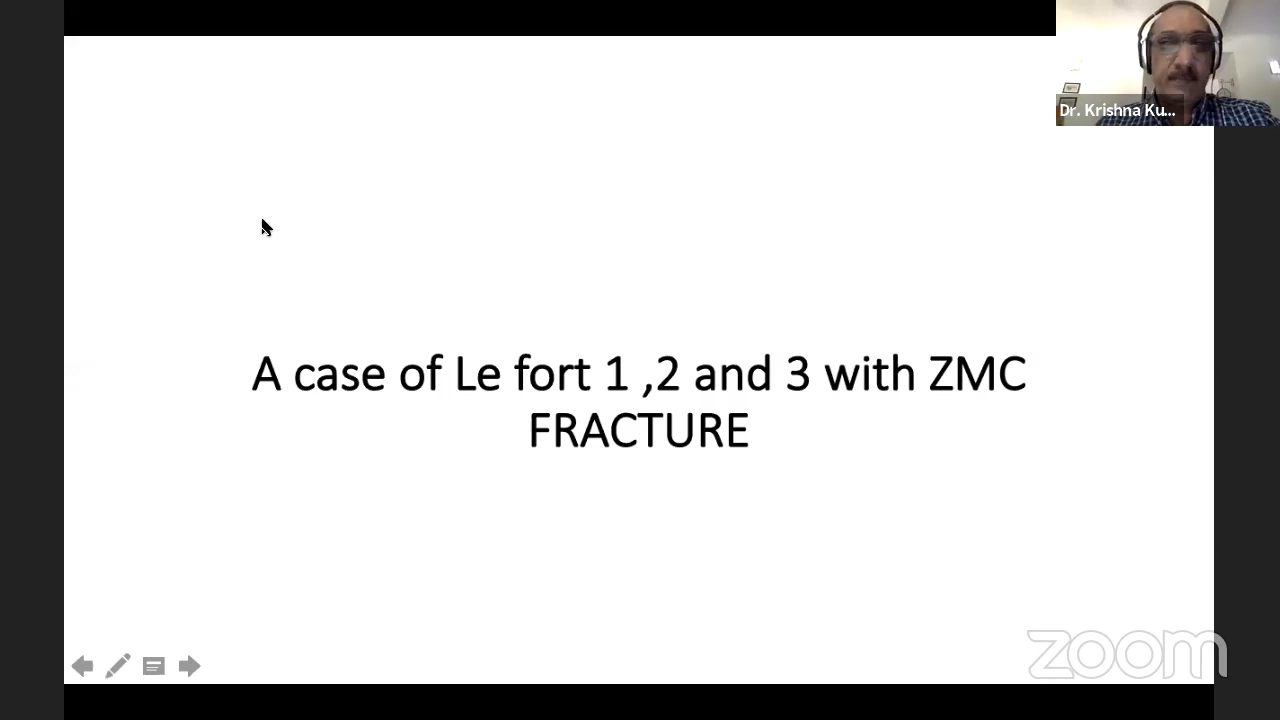 Dr. Krishna Ku...
A case of Le fort 1 ,2 and 3 with ZMC
FRACTURE
zoom